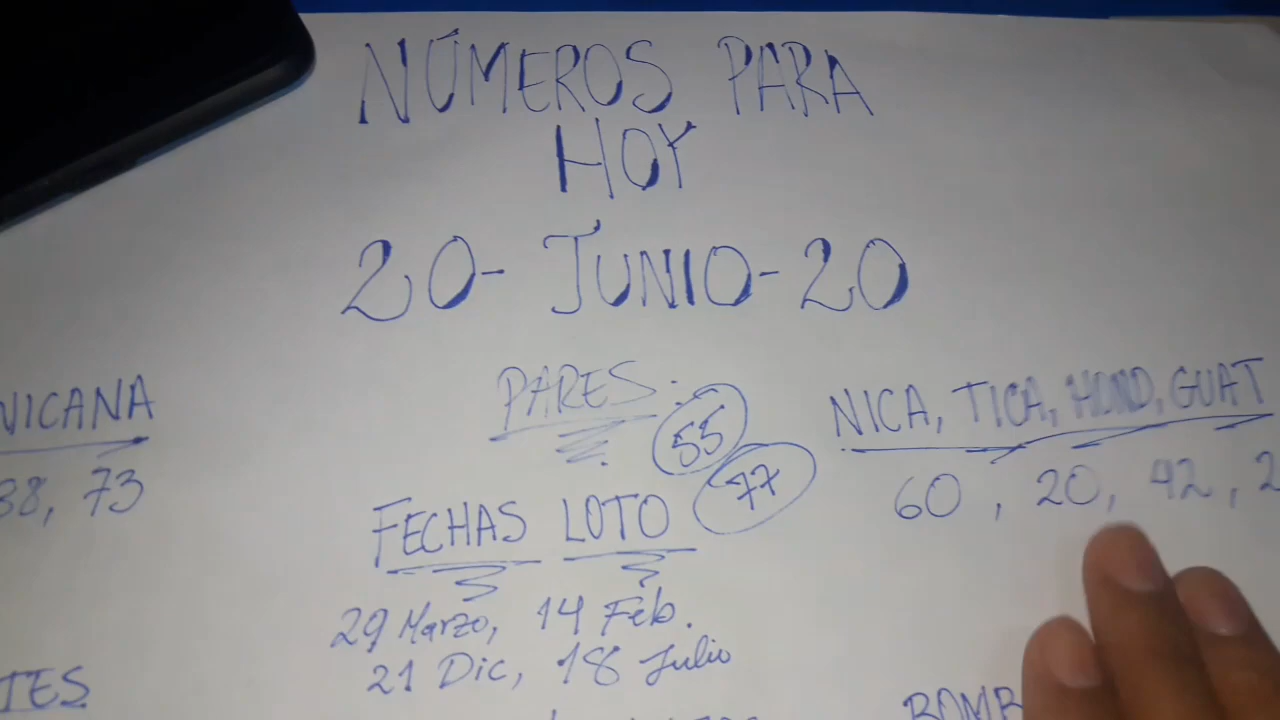 NÚMEROS PARA
HOY
20- JUNIO-20
NICANA
38, 73
PARES:
55
77
NICA, TICA, HOND, GUAT
60, 20, 42, 2
FECHAS LOTO
29 Marzo, 14 Feb.
21 Dic, 18 Julio
TES
BOMB